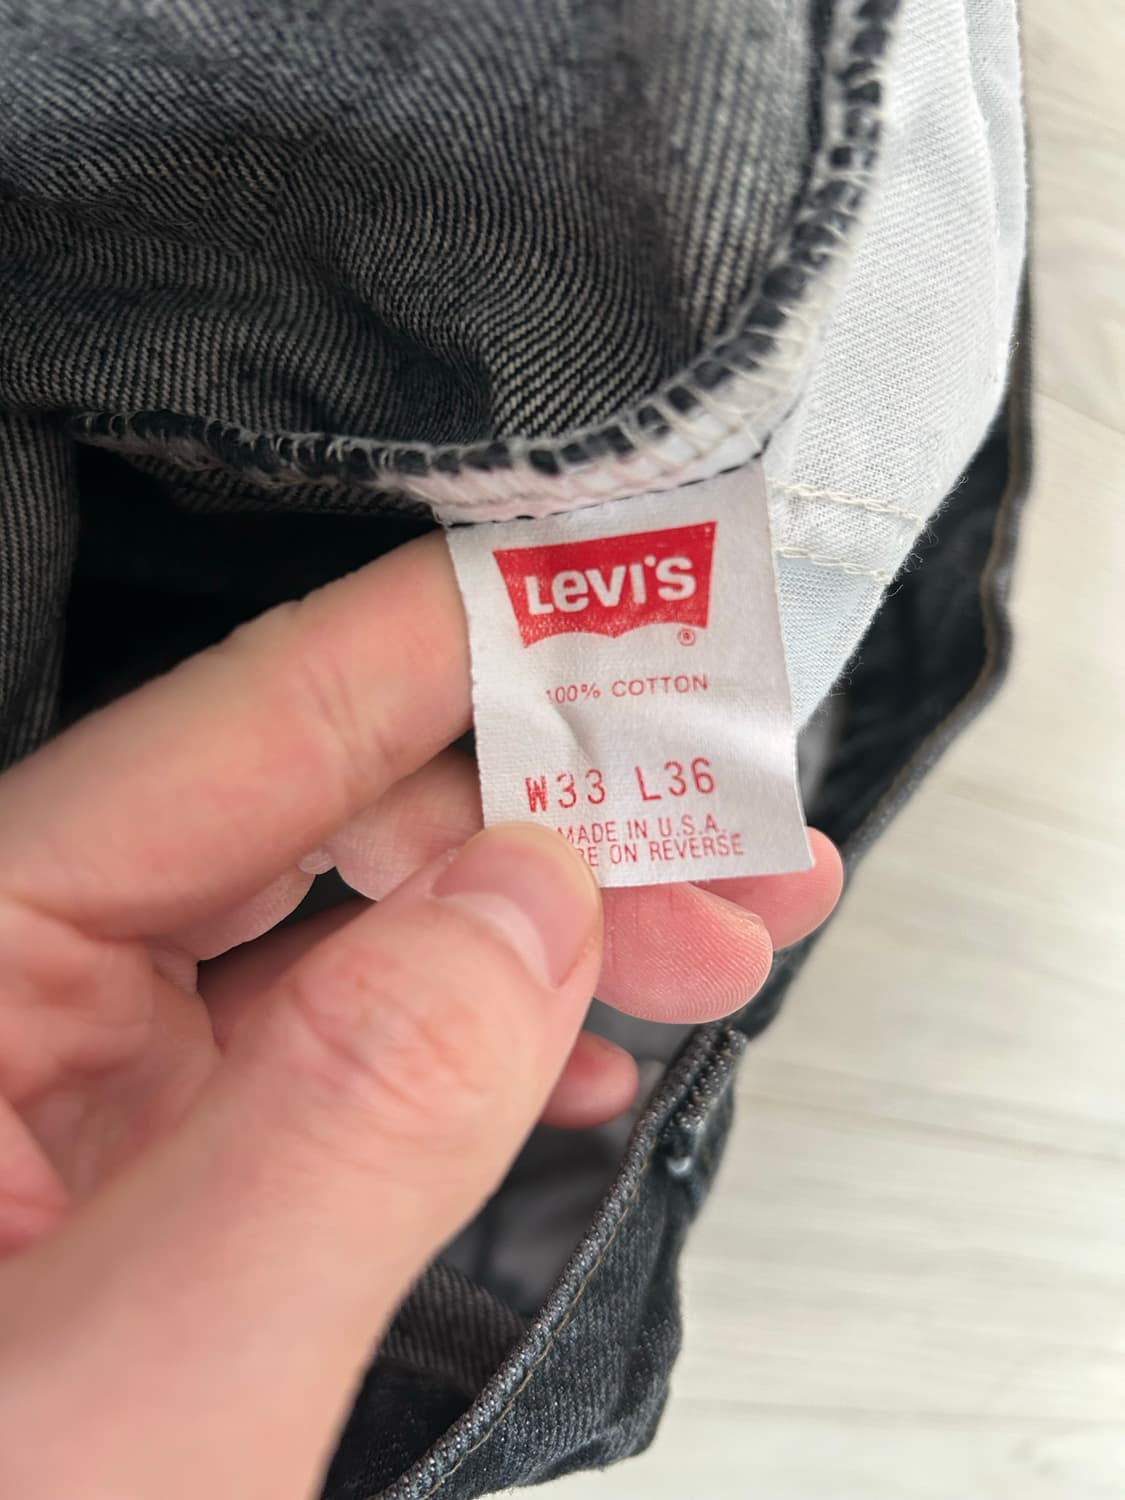 LEVI'S
®
100% COTTON
W33 L36
MADE IN U.S.A.
ON REVERSE